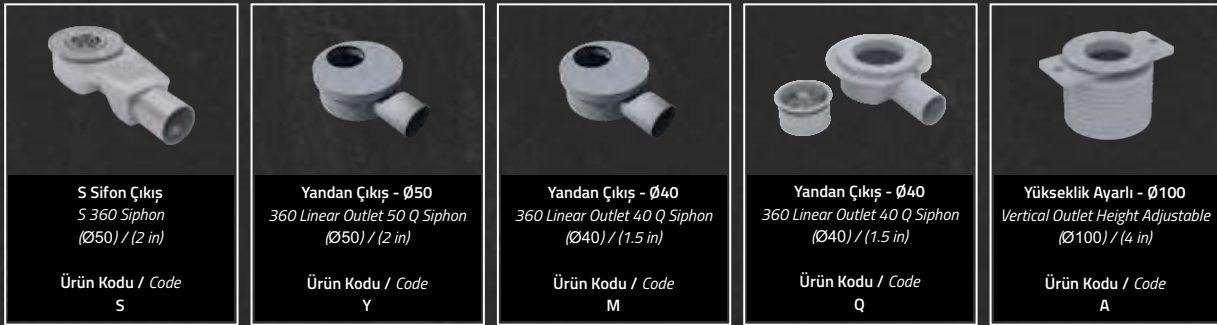 S Sifon Çıkış
S 360 Siphon
(Ø50) / (2 in)
Ürün Kodu / Code
S
Yandan Çıkış - Ø50
360 Linear Outlet 50 Q Siphon
(Ø50) / (2 in)
Ürün Kodu / Code
Y
Yandan Çıkış - Ø40
360 Linear Outlet 40 Q Siphon
(Ø40) / (1.5 in)
Ürün Kodu / Code
M
Yandan Çıkış - Ø40
360 Linear Outlet 40 Q Siphon
(Ø40) / (1.5 in)
Ürün Kodu / Code
Q
Yükseklik Ayarlı - Ø100
Vertical Outlet Height Adjustable
(Ø100) / (4 in)
Ürün Kodu / Code
A